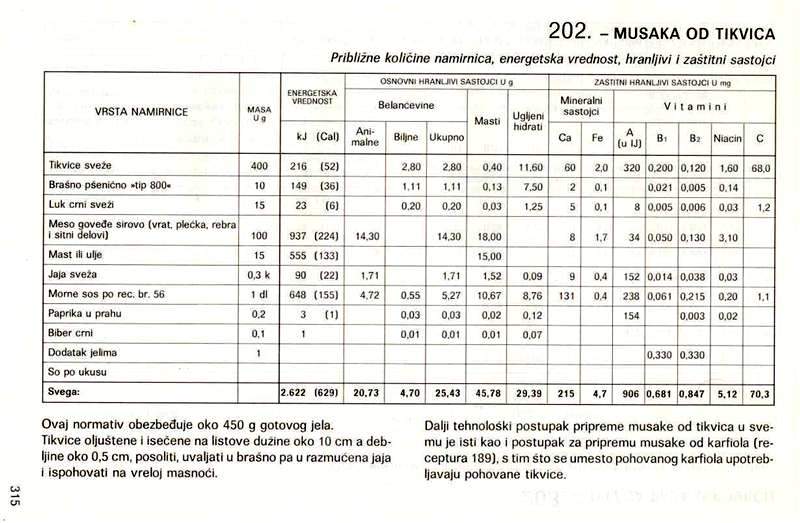 202. – MUSAKA OD TIKVICA
Približne količine namirnica, energetska vrednost, hranljivi i zaštitni sastojci
VRSTA NAMIRNICE MASA U g ENERGETSKA VREDNOST OSNOVNI HRANLJIVI SASTOJCI U g ZAŠTITNI HRANLJIVI SASTOJCI U mg
Belančevine Masti Ugljeni hidrati Mineralni sastojci Vitamini
kJ (Cal) Animalne Biljne Ukupno Ca Fe A (u IJ) B1 B2 Niacin C
Tikvice sveže 400 216 (52) 2,80 2,80 0,40 11,60 60 2,0 320 0,200 0,120 1,60 68,0
Brašno pšenično »tip 800« 10 149 (36) 1,11 1,11 0,13 7,50 2 0,1 0,021 0,005 0,14
Luk crni sveži 15 23 (6) 0,20 0,20 0,03 1,25 5 0,1 8 0,005 0,006 0,03 1,2
Meso goveđe sirovo (vrat, plećka, rebra
i sitni delovi) 100 937 (224) 14,30 14,30 18,00 8 1,7 34 0,050 0,130 3,10
Mast ili ulje 15 555 (133) 15,00
Jaja sveža 0,3 k 90 (22) 1,71 1,71 1,52 0,09 9 0,4 152 0,014 0,038 0,03
Morne sos po rec. br. 56 1 dl 648 (155) 4,72 0,55 5,27 10,67 8,76 131 0,4 238 0,061 0,215 0,20 1,1
Paprika u prahu 0,2 3 (1) 0,03 0,03 0,02 0,12 154 0,003 0,02
Biber crni 0,1 1 0,01 0,01 0,01 0,07
Dodatak jelima 1 0,330 0,330
So po ukusu
Svega: 2.622 (629) 20,73 4,70 25,43 45,78 29,39 215 4,7 906 0,681 0,847 5,12 70,3
Ovaj normativ obezbeđuje oko 450 g gotovog jela.
Tikvice oljuštene i isečene na listove dužine oko 10 cm a deb-
ljine oko 0,5 cm, posoliti, uvaljati u brašno pa u razmućena jaja
i ispohovati na vreloj masnoći.
Dalji tehnološki postupak pripreme musake od tikvica u sve-
mu je isti kao i postupak za pripremu musake od karfiola (re-
ceptura 189), s tim što se umesto pohovanog karfiola upotreb-
ljavaju pohovane tikvice.
315